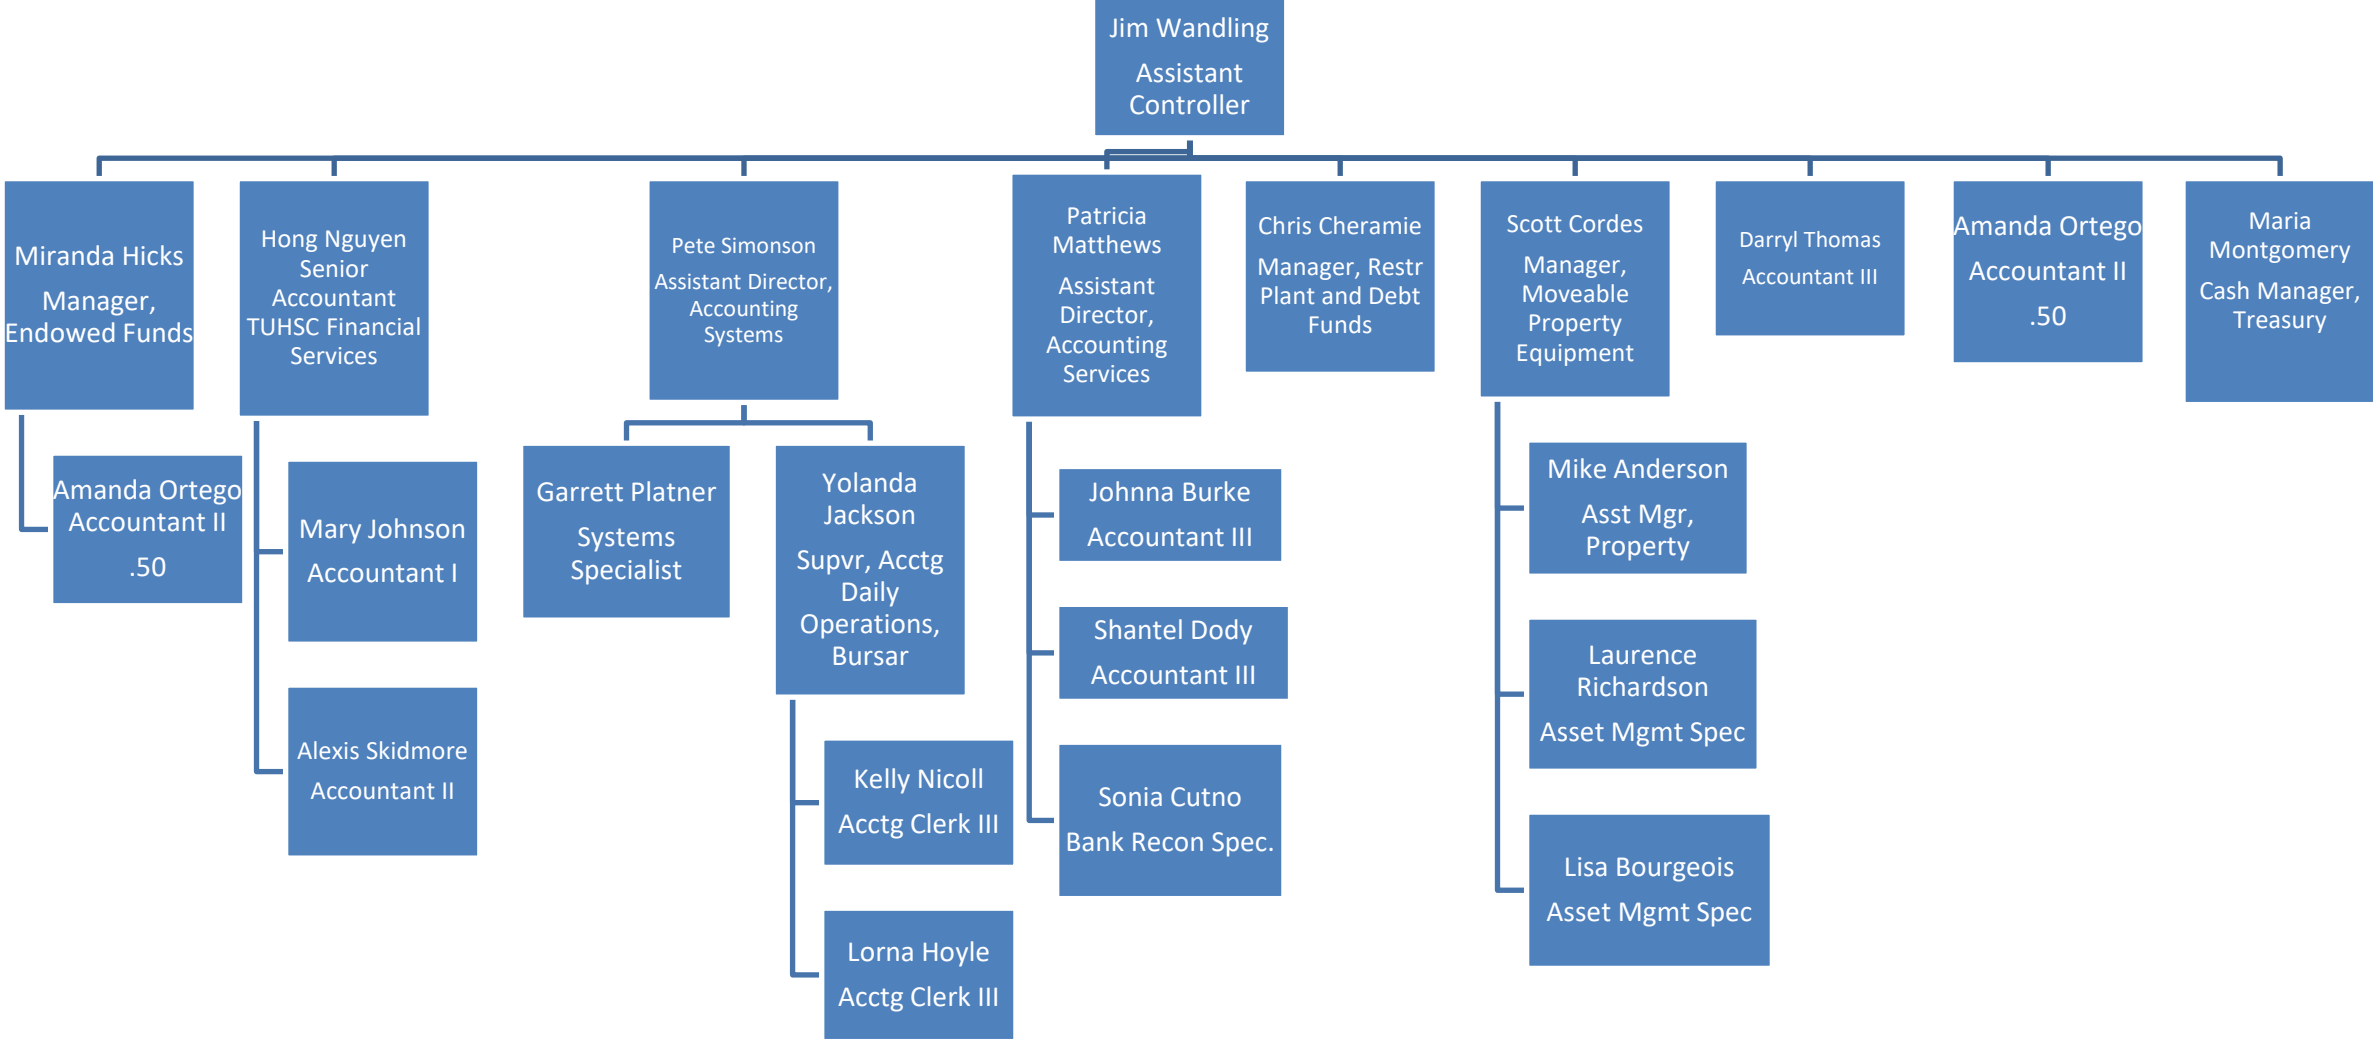 Jim Wandling
Assistant
Controller
Miranda Hicks
Manager,
Endowed Funds
Hong Nguyen
Senior
Accountant
TUHSC Financial
Services
Pete Simonson
Assistant Director,
Accounting
Systems
Patricia
Matthews
Assistant
Director,
Accounting
Services
Chris Cheramie
Manager, Restr
Plant and Debt
Funds
Scott Cordes
Manager,
Moveable
Property
Equipment
Darryl Thomas
Accountant III
Amanda Ortego
Accountant II
.50
Maria
Montgomery
Cash Manager,
Treasury
Amanda Ortego
Accountant II
.50
Mary Johnson
Accountant I
Alexis Skidmore
Accountant II
Garrett Platner
Systems
Specialist
Yolanda
Jackson
Supvr, Acctg
Daily
Operations,
Bursar
Kelly Nicoll
Acctg Clerk III
Lorna Hoyle
Acctg Clerk III
Johnna Burke
Accountant III
Shantel Dody
Accountant III
Sonia Cutno
Bank Recon Spec.
Mike Anderson
Asst Mgr,
Property
Laurence
Richardson
Asset Mgmt Spec
Lisa Bourgeois
Asset Mgmt Spec